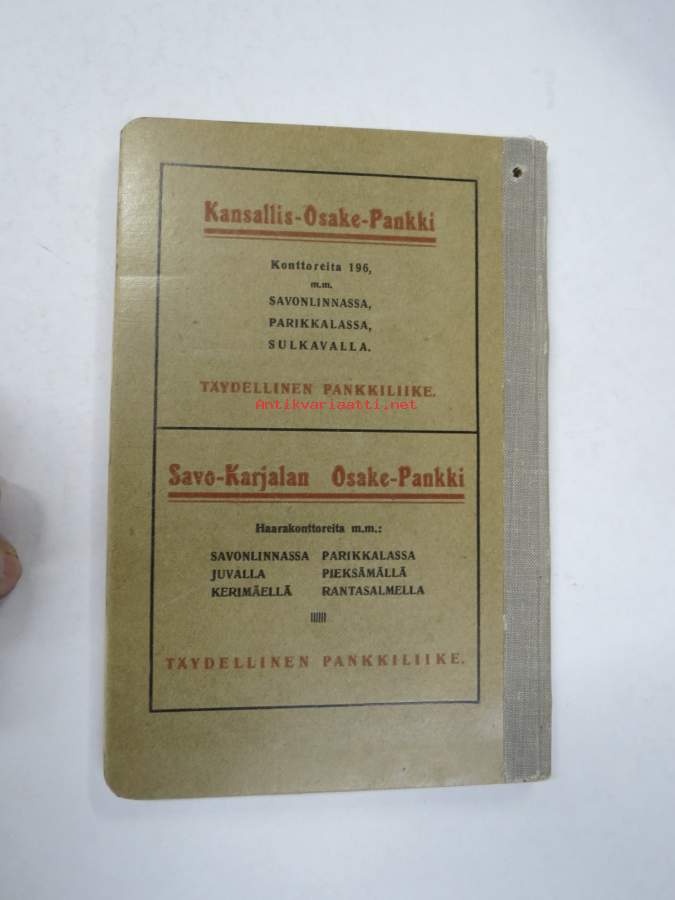 Kansallis-Osake-Pankki
Konttoreita 196,
m.m.
SAVONLINNASSA,
PARIKKALASSA,
SULKAVALLA.
TÄYDELLINEN PANKKILIIKE.
Antikvariaatti.net
Savo-Karjalan Osake-Pankki
Haarakonttoreita m.m.:
SAVONLINNASSA PARIKKALASSA
JUVALLA PIEKSÄMÄLLÄ
KERIMÄELLÄ RANTASALMELLA
TÄYDELLINEN PANKKILIIKE.